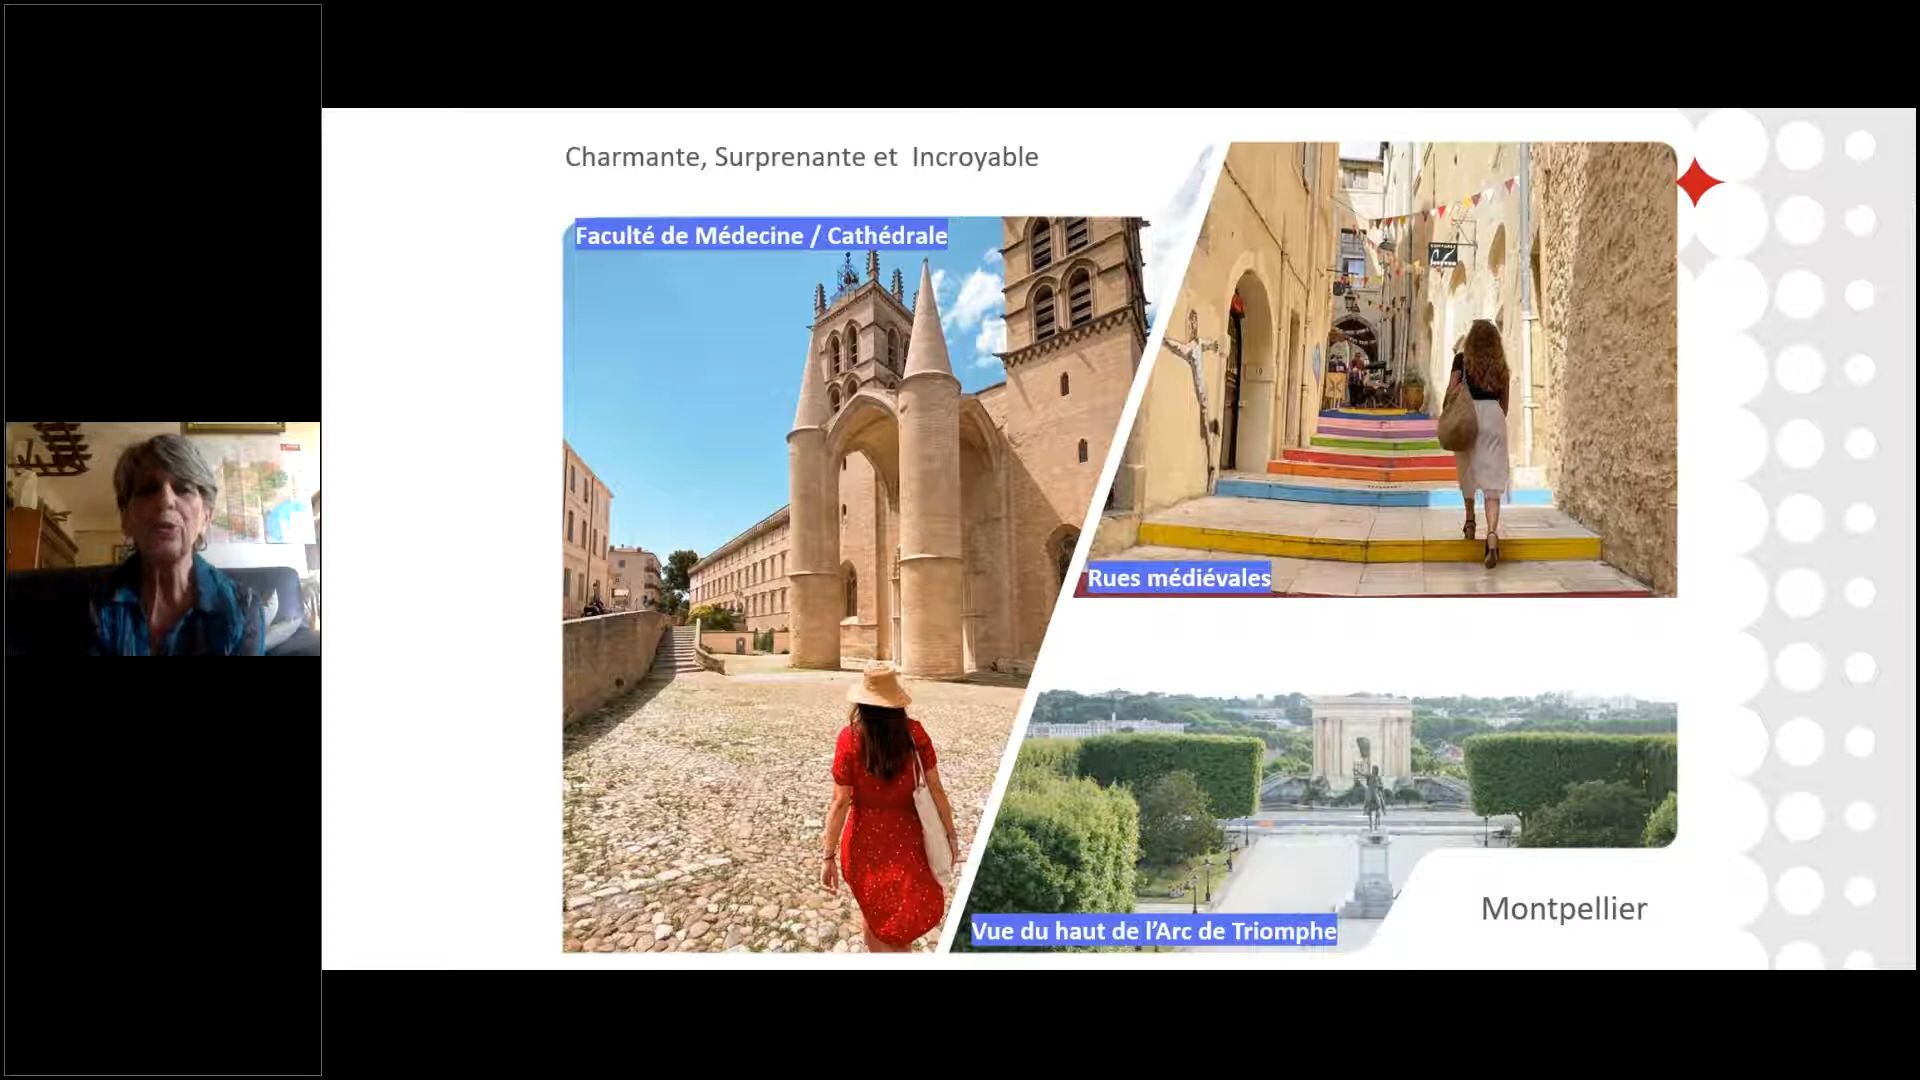 Charmante, Surprenante et  Incroyable
Faculté de Médecine / Cathédrale
Rues médiévales
Vue du haut de l’Arc de Triomphe
Montpellier